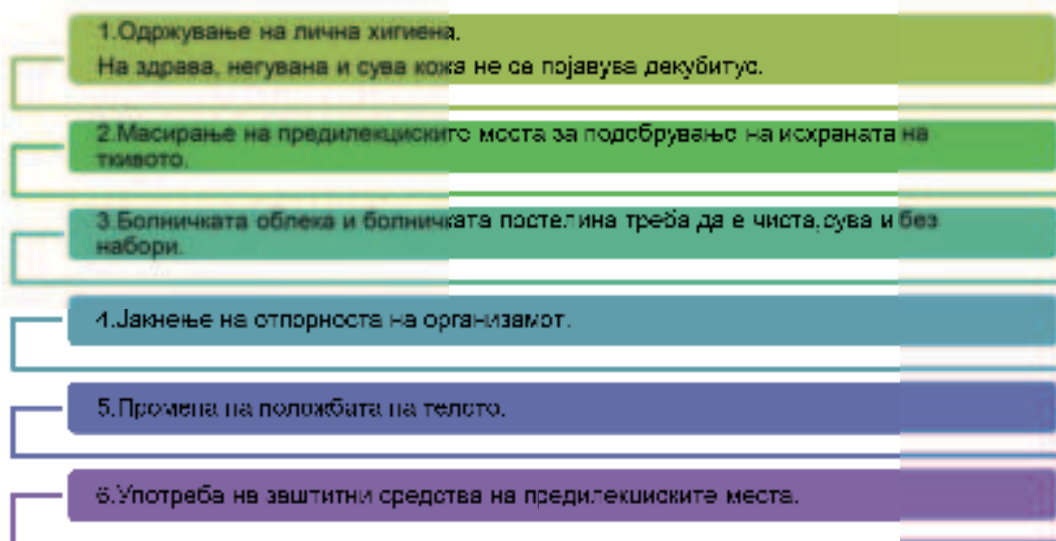 1.Одржување на лична хигиена.
На здрава, негувана и сува кожа не се појавува декубитус.
2.Масирање на предилекциските места за подобрување на исхраната на
ткивото.
3.Болничката облека и болничката постелина треба да е чиста,сува и без
набори.
4.Јакнење на отпорноста на организамот.
5.Промена на положбата на телото.
6.Употреба на заштитни средства на предилекциските места.